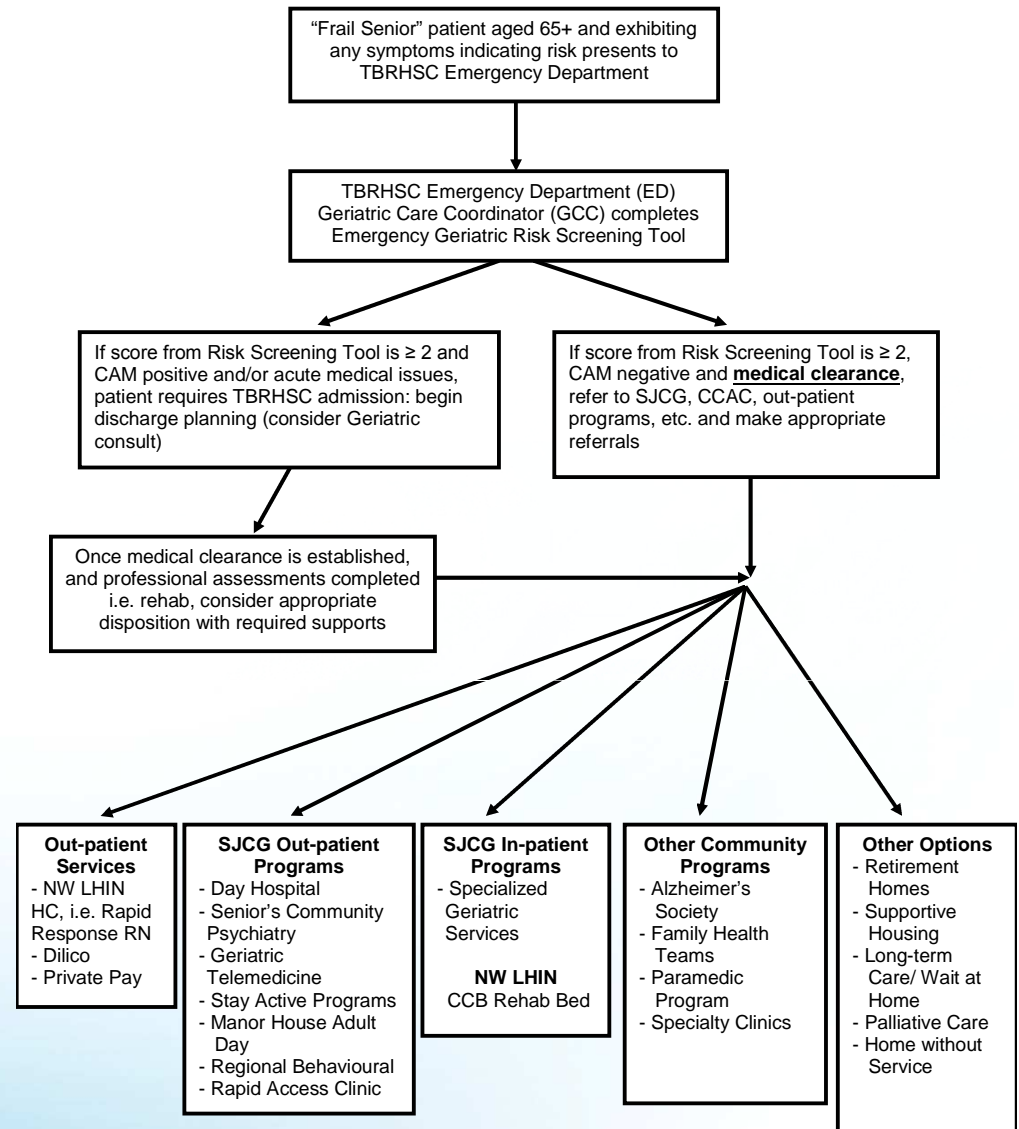 “Frail Senior” patient aged 65+ and exhibiting
any symptoms indicating risk presents to
TBRHSC Emergency Department
TBRHSC Emergency Department (ED)
Geriatric Care Coordinator (GCC) completes
Emergency Geriatric Risk Screening Tool
If score from Risk Screening Tool is ≥ 2 and
CAM positive and/or acute medical issues,
patient requires TBRHSC admission: begin
discharge planning (consider Geriatric
consult)
If score from Risk Screening Tool is ≥ 2,
CAM negative and medical clearance,
refer to SJCG, CCAC, out-patient
programs, etc. and make appropriate
referrals
Once medical clearance is established,
and professional assessments completed
i.e. rehab, consider appropriate
disposition with required supports
Out-patient
Services
- NW LHIN
HC, i.e. Rapid
Response RN
- Dilico
- Private Pay
SJCG Out-patient
Programs
- Day Hospital
- Senior’s Community
Psychiatry
- Geriatric
Telemedicine
- Stay Active Programs
- Manor House Adult
Day
- Regional Behavioural
- Rapid Access Clinic
SJCG In-patient
Programs
- Specialized
Geriatric
Services
NW LHIN
CCB Rehab Bed
Other Community
Programs
- Alzheimer’s
Society
- Family Health
Teams
- Paramedic
Program
- Specialty Clinics
Other Options
- Retirement
Homes
- Supportive
Housing
- Long-term
Care/ Wait at
Home
- Palliative Care
- Home without
Service